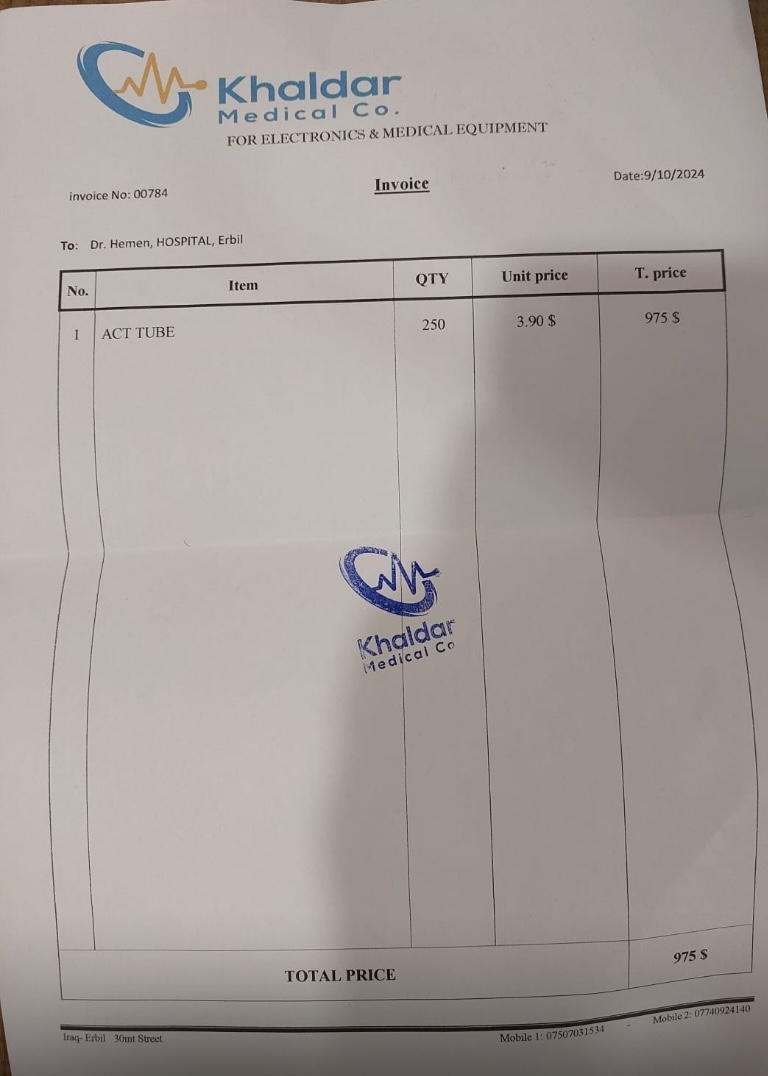 Khaldar
Medical Co.
FOR ELECTRONICS & MEDICAL EQUIPMENT
invoice No: 00784
Invoice
Date:9/10/2024
To: Dr. Hemen, HOSPITAL, Erbil
No. Item QTY Unit price T. price
1 ACT TUBE 250 3.90 $ 975 $
Khaldar
Medical Co
TOTAL PRICE 975 $
Iraq- Erbil 30mt Street Mobile 1: 07507031534 - Mobile 2: 07740924140